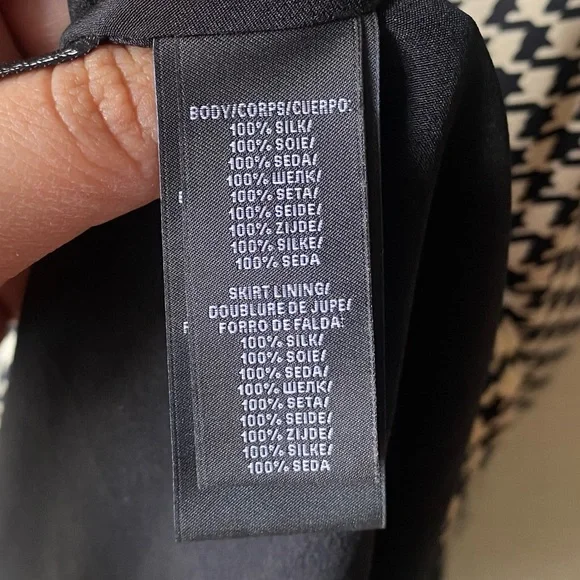 BODY/CORPS/CUERPO:
100% SILK/
100% SOIE/
100% SEDA/
100% ШЕЛК/
100% SETA/
100% SEIDE/
100% ZIJDE/
100% SILKE/
100% SEDA
SKIRT LINING/
DOUBLURE DE JUPE/
FORRO DE FALDA:
100% SILK/
100% SOIE/
100% SEDA/
100% ШЕЛК/
100% SETA/
100% SEIDE/
100% ZIJDE/
100% SILKE/
100% SEDA